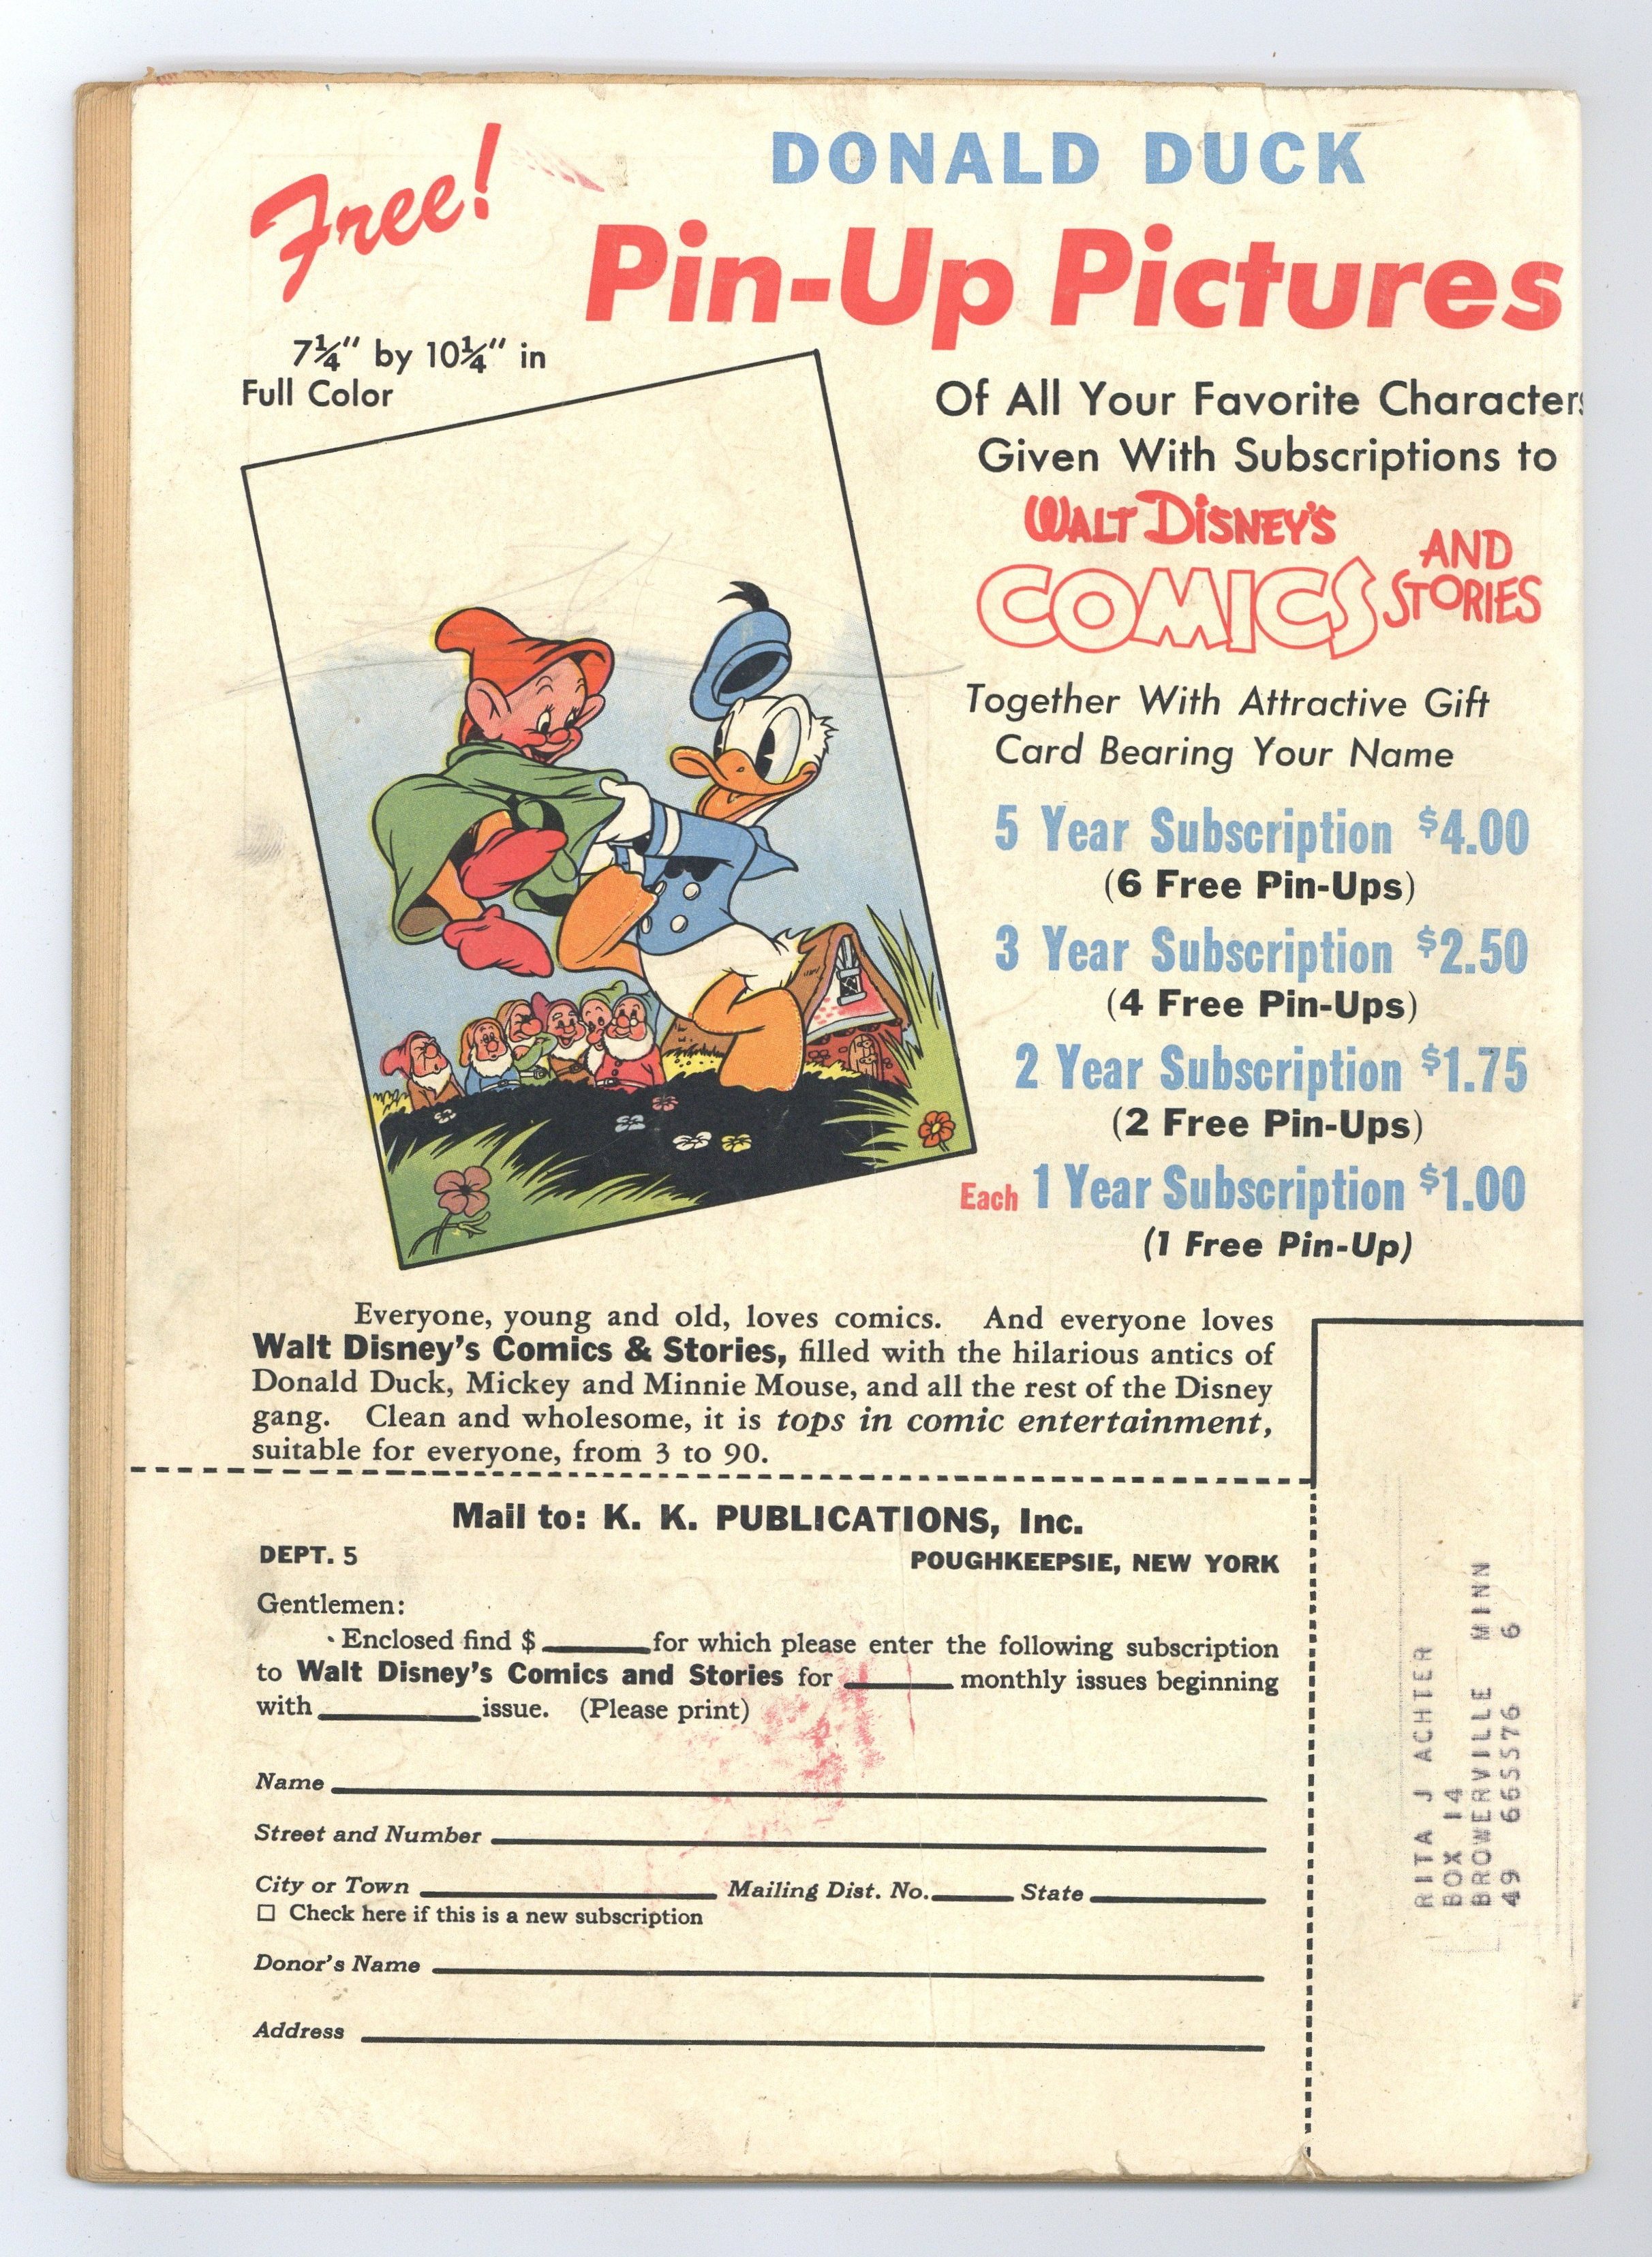 Free!
DONALD DUCK
Pin-Up Pictures
7¼" by 10¼" in
Full Color
Of All Your Favorite Characters
Given With Subscriptions to
WALT DISNEY'S
COMICS AND
STORIES
Together With Attractive Gift
Card Bearing Your Name
5 Year Subscription $4.00
(6 Free Pin-Ups)
3 Year Subscription $2.50
(4 Free Pin-Ups)
2 Year Subscription $1.75
(2 Free Pin-Ups)
Each 1 Year Subscription $1.00
(1 Free Pin-Up)
Everyone, young and old, loves comics. And everyone loves
Walt Disney's Comics & Stories, filled with the hilarious antics of
Donald Duck, Mickey and Minnie Mouse, and all the rest of the Disney
gang. Clean and wholesome, it is tops in comic entertainment,
suitable for everyone, from 3 to 90.
Mail to: K. K. PUBLICATIONS, Inc.
DEPT. 5 POUGHKEEPSIE, NEW YORK
Gentlemen:
Enclosed find $ ______ for which please enter the following subscription
to Walt Disney's Comics and Stories for ______ monthly issues beginning
with ______ issue. (Please print)
Name
Street and Number
City or Town ______ Mailing Dist. No. ______ State ______
☐ Check here if this is a new subscription
Donor's Name
Address
RITA J ACHTER
BOX 14
BROWERVILLE MINN
49 665576 6